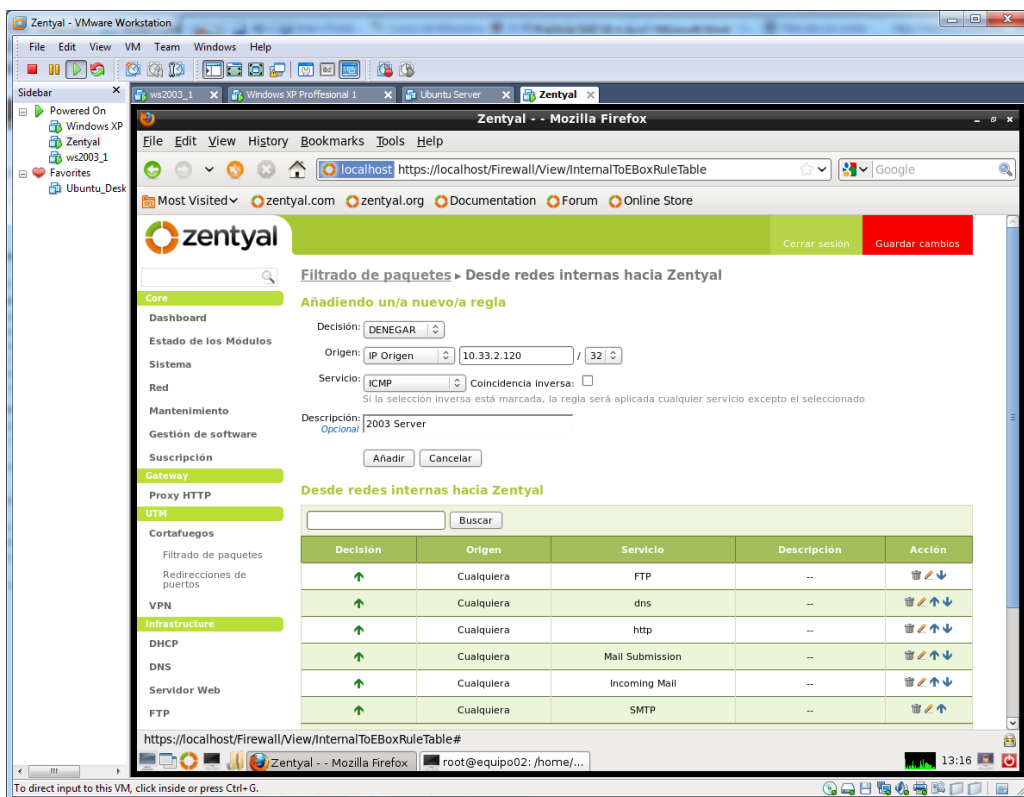 Zentyal - VMware Workstation
File Edit View VM Team Windows Help
Sidebar
Powered On
Windows XP
Zentyal
ws2003_1
Favorites
Ubuntu_Desk
ws2003_1 Windows XP Proffesional 1 Ubuntu Server Zentyal
Zentyal - - Mozilla Firefox
File Edit View History Bookmarks Tools Help
localhost https://localhost/Firewall/View/InternalToEBoxRuleTable Google
Most Visited zentyal.com zentyal.org Documentation Forum Online Store
zentyal
Cerrar sesión Guardar cambios
Core
Dashboard
Estado de los Módulos
Sistema
Red
Mantenimiento
Gestión de software
Suscripción
Gateway
Proxy HTTP
UTM
Cortafuegos
Filtrado de paquetes
Redirecciones de
puertos
VPN
Infrastructure
DHCP
DNS
Servidor Web
FTP
Filtrado de paquetes ▸ Desde redes internas hacia Zentyal
Añadiendo un/a nuevo/a regla
Decisión: DENEGAR
Origen: IP Origen 10.33.2.120 / 32
Servicio: ICMP Coincidencia inversa:
Si la selección inversa está marcada, la regla será aplicada cualquier servicio excepto el seleccionado
Descripción: 2003 Server
Opcional
Añadir Cancelar
Desde redes internas hacia Zentyal
Buscar
Decisión Origen Servicio Descripción Acción
Cualquiera FTP --
Cualquiera dns --
Cualquiera http --
Cualquiera Mail Submission --
Cualquiera Incoming Mail --
Cualquiera SMTP --
https://localhost/Firewall/View/InternalToEBoxRuleTable#
Zentyal - - Mozilla Firefox root@equipo02: /home/... 13:16
To direct input to this VM, click inside or press Ctrl+G.